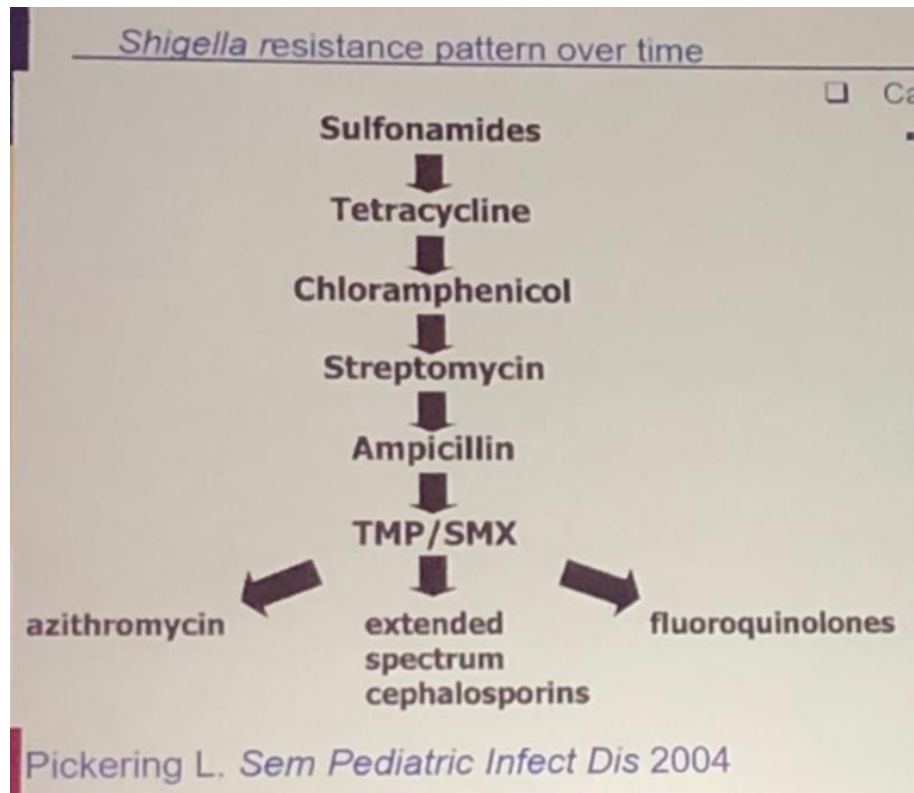 Shigella resistance pattern over time
Sulfonamides
Tetracycline
Chloramphenicol
Streptomycin
Ampicillin
TMP/SMX
azithromycin
extended
spectrum
cephalosporins
fluoroquinolones
Pickering L. Sem Pediatric Infect Dis 2004